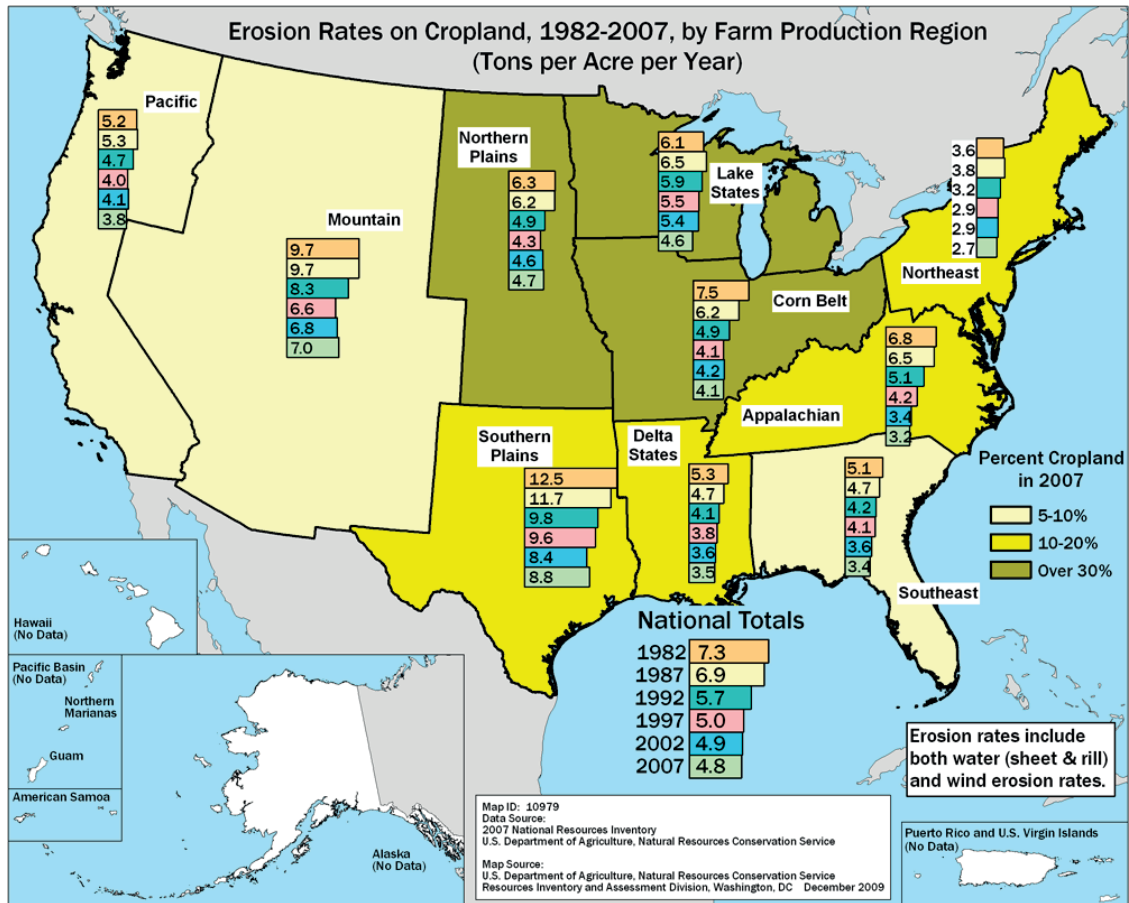 Erosion Rates on Cropland, 1982-2007, by Farm Production Region
(Tons per Acre per Year)
Pacific
5.2
5.3
4.7
4.0
4.1
3.8
Mountain
9.7
9.7
8.3
6.6
6.8
7.0
Northern
Plains
6.3
6.2
4.9
4.3
4.6
4.7
Lake
States
6.1
6.5
5.9
5.5
5.4
4.6
Corn Belt
7.5
6.2
4.9
4.1
4.2
4.1
3.6
3.8
3.2
2.9
2.9
2.7
Northeast
6.8
6.5
5.1
4.2
3.4
3.2
Appalachian
Southern
Plains
12.5
11.7
9.8
9.6
8.4
8.8
Delta
States
5.3
4.7
4.1
3.8
3.6
3.5
5.1
4.7
4.2
4.1
3.6
3.4
Southeast
Percent Cropland
in 2007
5-10%
10-20%
Over 30%
National Totals
1982 7.3
1987 6.9
1992 5.7
1997 5.0
2002 4.9
2007 4.8
Hawaii
(No Data)
Pacific Basin
(No Data)
Northern
Marianas
Guam
American Samoa
Alaska
(No Data)
Map ID: 10979
Data Source:
2007 National Resources Inventory
U.S. Department of Agriculture, Natural Resources Conservation Service
Map Source:
U.S. Department of Agriculture, Natural Resources Conservation Service
Resources Inventory and Assessment Division, Washington, DC December 2009
Erosion rates include
both water (sheet & rill)
and wind erosion rates.
Puerto Rico and U.S. Virgin Islands
(No Data)